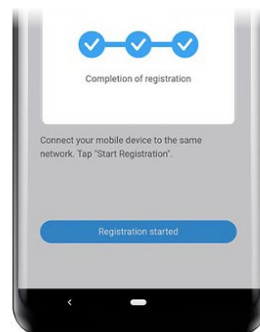 Completion of registration
Connect your mobile device to the same
network. Tap "Start Registration".
Registration started